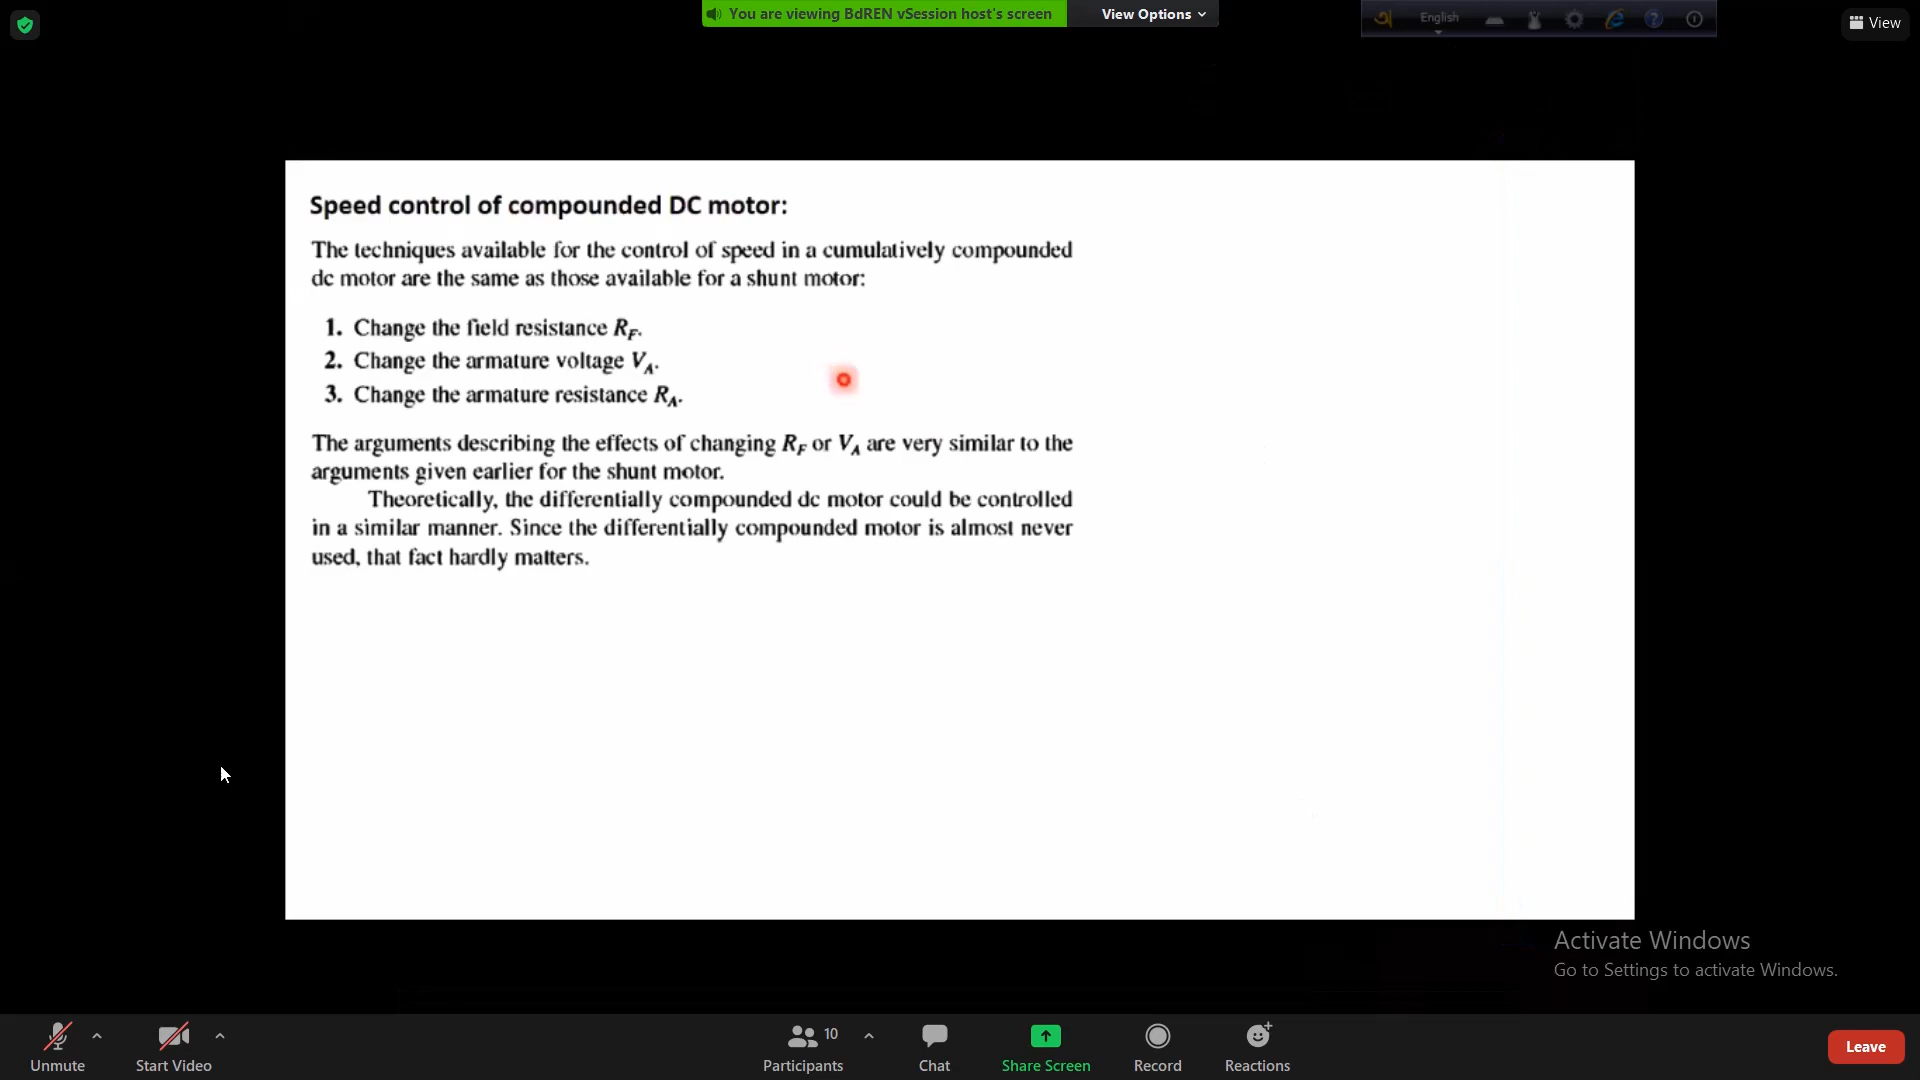 You are viewing BdREN vSession host's screen
View Options
English
View
Speed control of compounded DC motor:
The techniques available for the control of speed in a cumulatively compounded
dc motor are the same as those available for a shunt motor:
1. Change the field resistance RF.
2. Change the armature voltage VA.
3. Change the armature resistance RA.
The arguments describing the effects of changing RF or VA are very similar to the
arguments given earlier for the shunt motor.
Theoretically, the differentially compounded dc motor could be controlled
in a similar manner. Since the differentially compounded motor is almost never
used, that fact hardly matters.
Activate Windows
Go to Settings to activate Windows.
Unmute
Start Video
10
Participants
Chat
Share Screen
Record
Reactions
Leave